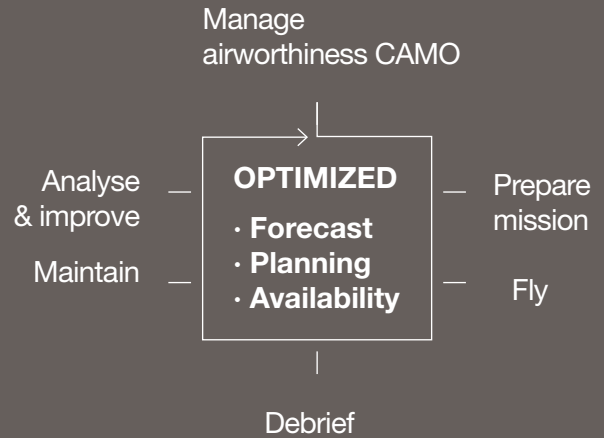 Manage
airworthiness CAMO
Analyse
& improve
Maintain
OPTIMIZED
· Forecast
· Planning
· Availability
Prepare
mission
Fly
Debrief